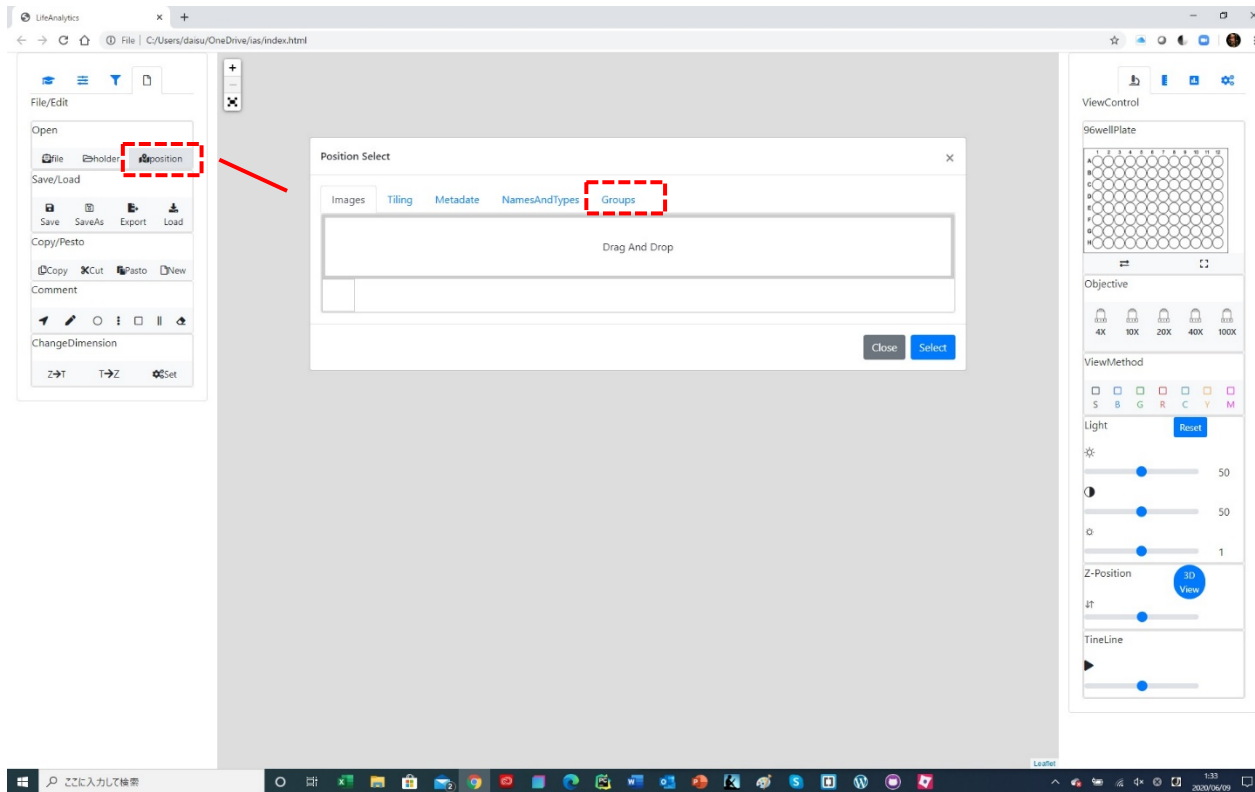 LifeAnalytics
File | C:/Users/daisu/OneDrive/ias/index.html
File/Edit
Open
file holder position
Save/Load
Save SaveAs Export Load
Copy/Pesto
Copy Cut Pasto New
Comment
ChangeDimension
Z→T T→Z Set
+
−
Position Select ×
Images Tiling Metadate NamesAndTypes Groups
Drag And Drop
Close Select
Leaflet
ViewControl
96wellPlate
1 2 3 4 5 6 7 8 9 10 11 12
A
B
C
D
E
F
G
H
Objective
4X 10X 20X 40X 100X
ViewMethod
S B G R C Y M
Light Reset
50
50
1
Z-Position 3D View
TineLine
ここに入力して検索
1:33
2020/06/09